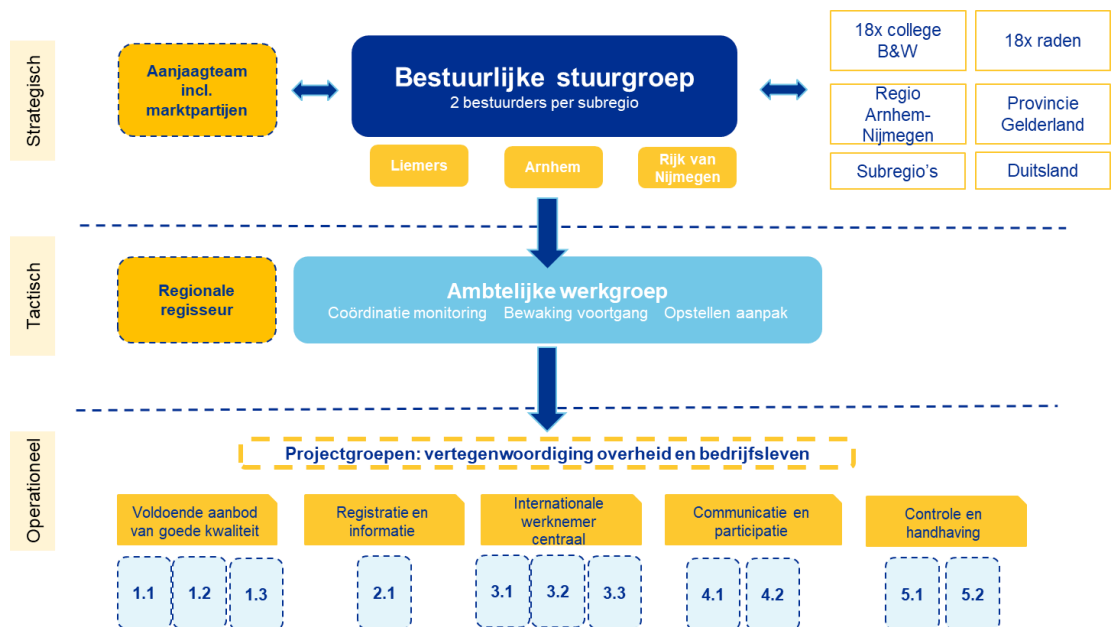 Strategisch
Aanjaagteam
incl.
marktpartijen
Bestuurlijke stuurgroep
2 bestuurders per subregio
18x college
B&W
18x raden
Regio
Arnhem-
Nijmegen
Provincie
Gelderland
Subregio's
Duitsland
Liemers
Arnhem
Rijk van
Nijmegen
Tactisch
Regionale
regisseur
Ambtelijke werkgroep
Coördinatie monitoring Bewaking voortgang Opstellen aanpak
Operationeel
Projectgroepen: vertegenwoordiging overheid en bedrijfsleven
Voldoende aanbod
van goede kwaliteit
Registratie en
informatie
Internationale
werknemer
centraal
Communicatie en
participatie
Controle en
handhaving
1.1
1.2
1.3
2.1
3.1
3.2
3.3
4.1
4.2
5.1
5.2